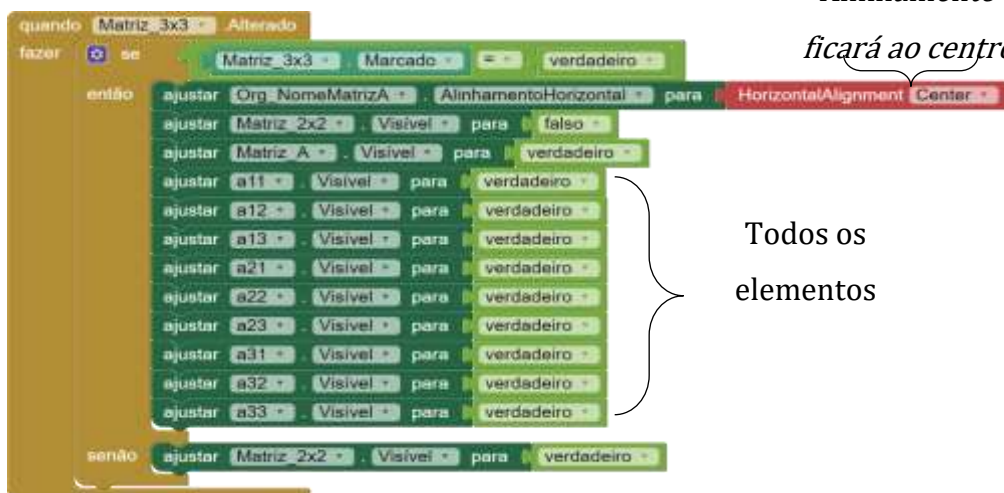 quando Matriz_3x3 . Alterado
fazer se Matriz_3x3 . Marcado = verdadeiro
ficará ao centro
então ajustar Org_NomeMatrizA . AlinhamentoHorizontal para HorizontalAlignment Center
ajustar Matriz_2x2 . Visível para falso
ajustar Matriz_A . Visível para verdadeiro
ajustar a11 . Visível para verdadeiro
ajustar a12 . Visível para verdadeiro
ajustar a13 . Visível para verdadeiro
ajustar a21 . Visível para verdadeiro
ajustar a22 . Visível para verdadeiro
ajustar a23 . Visível para verdadeiro
ajustar a31 . Visível para verdadeiro
ajustar a32 . Visível para verdadeiro
ajustar a33 . Visível para verdadeiro
Todos os
elementos
senão ajustar Matriz_2x2 . Visível para verdadeiro